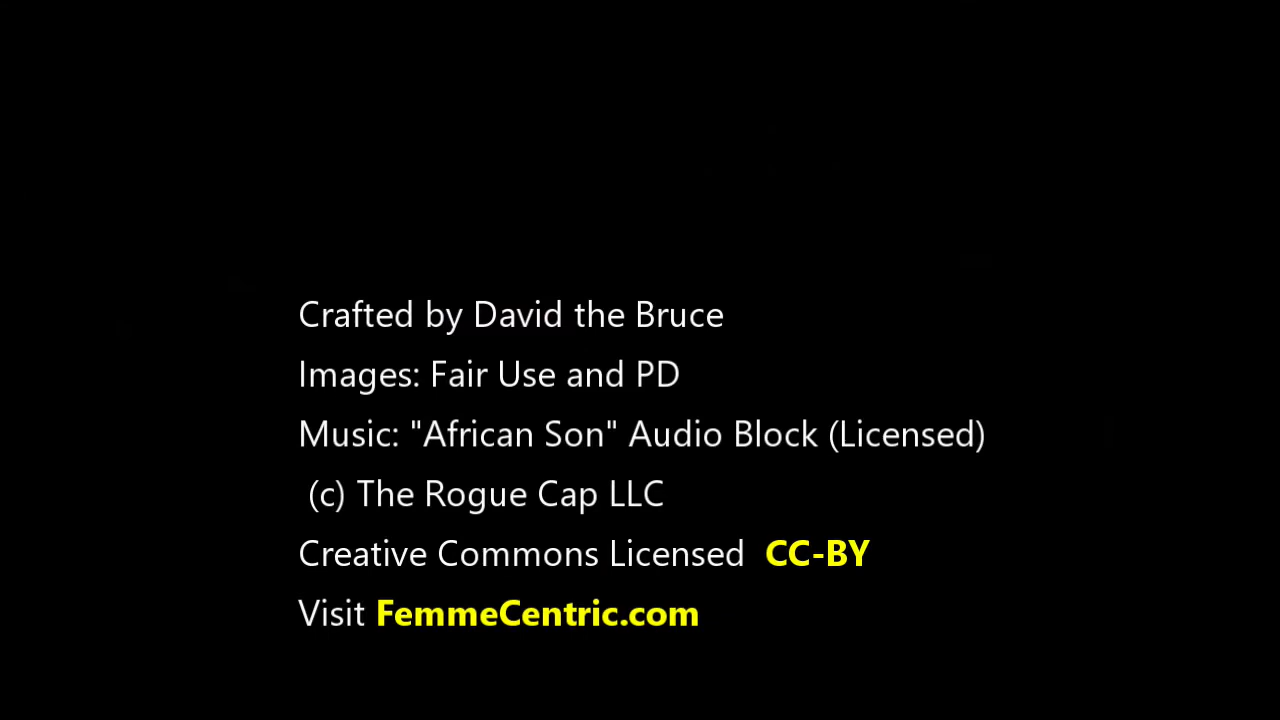 Crafted by David the Bruce
Images: Fair Use and PD
Music: "African Son" Audio Block (Licensed)
(c) The Rogue Cap LLC
Creative Commons Licensed CC-BY
Visit FemmeCentric.com